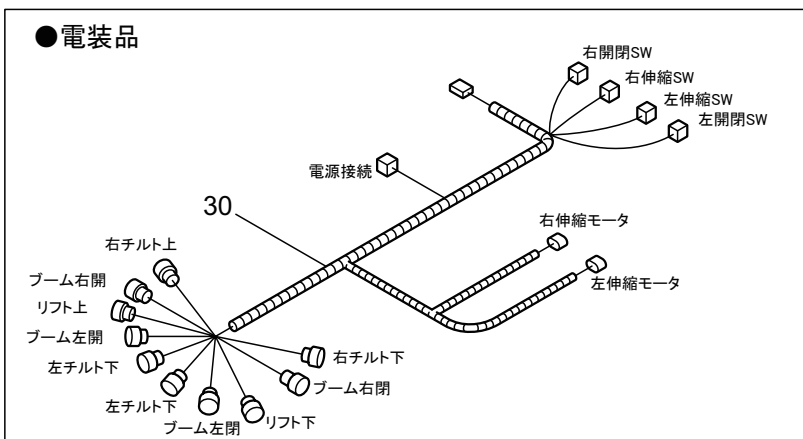 ●電装品
右開閉SW
右伸縮SW
左伸縮SW
左開閉SW
電源接続
30
右伸縮モータ
左伸縮モータ
右チルト上
ブーム右開
リフト上
ブーム左開
左チルト下
左チルト下
ブーム左閉
リフト下
ブーム右閉
右チルト下